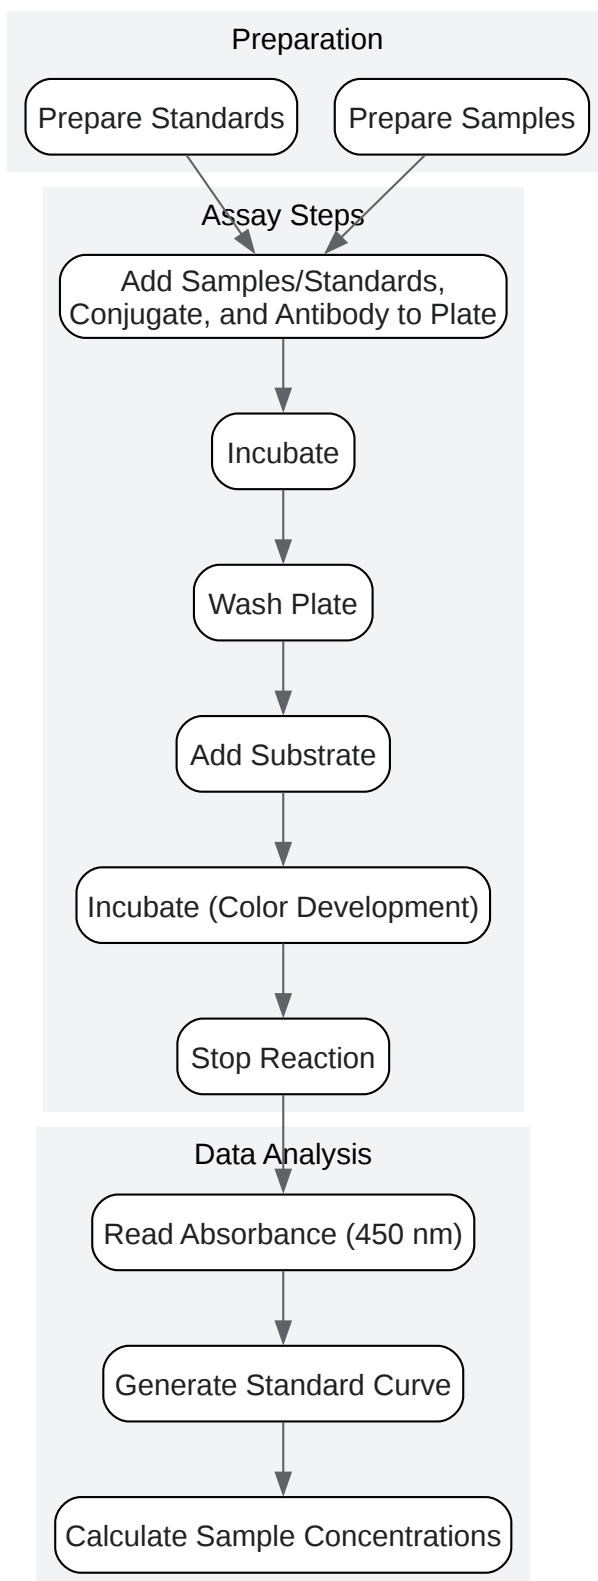 Preparation
Prepare Standards
Prepare Samples
Assay Steps
Add Samples/Standards,
Conjugate, and Antibody to Plate
Incubate
Wash Plate
Add Substrate
Incubate (Color Development)
Stop Reaction
Data Analysis
Read Absorbance (450 nm)
Generate Standard Curve
Calculate Sample Concentrations